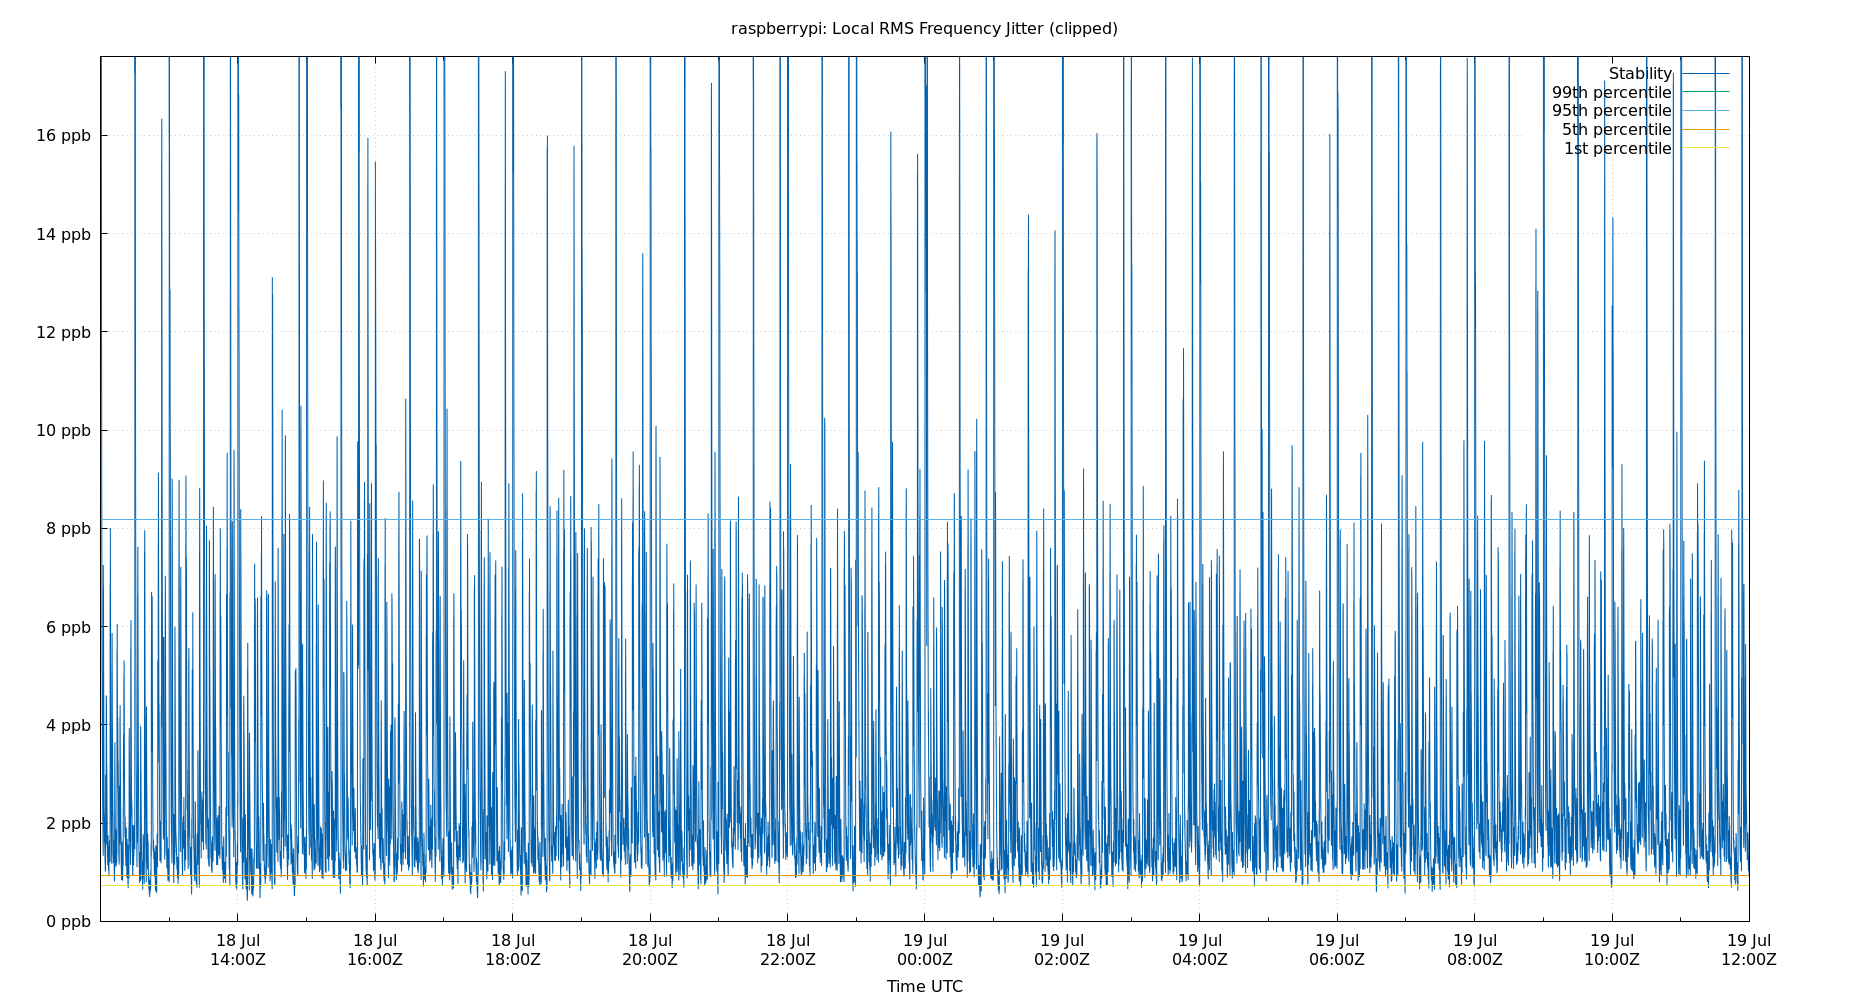 raspberrypi: Local RMS Frequency Jitter (clipped)
Stability
99th percentile
95th percentile
5th percentile
1st percentile
16 ppb
14 ppb
12 ppb
10 ppb
8 ppb
6 ppb
4 ppb
2 ppb
0 ppb
18 Jul 18 Jul 18 Jul 18 Jul 18 Jul 19 Jul 19 Jul 19 Jul 19 Jul 19 Jul 19 Jul 19 Jul
14:00Z 16:00Z 18:00Z 20:00Z 22:00Z 00:00Z 02:00Z 04:00Z 06:00Z 08:00Z 10:00Z 12:00Z
Time UTC